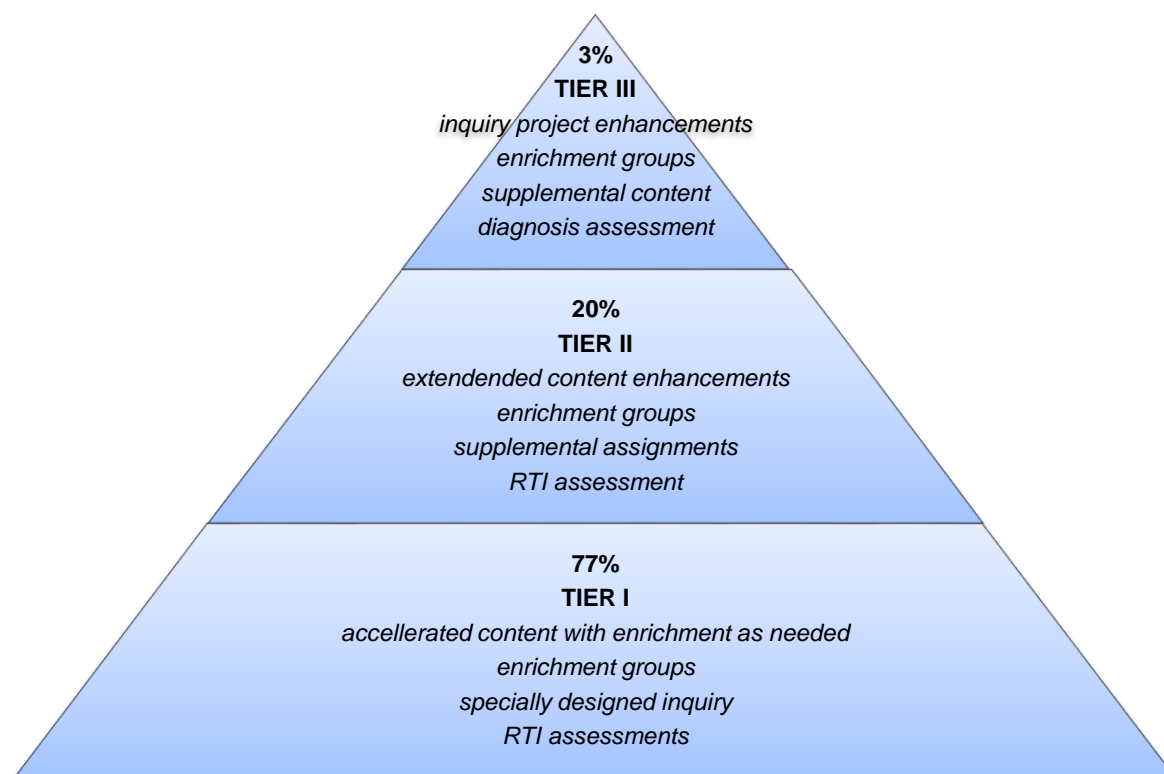 3%
TIER III
inquiry project enhancements
enrichment groups
supplemental content
diagnosis assessment
20%
TIER II
extendended content enhancements
enrichment groups
supplemental assignments
RTI assessment
77%
TIER I
accellerated content with enrichment as needed
enrichment groups
specially designed inquiry
RTI assessments